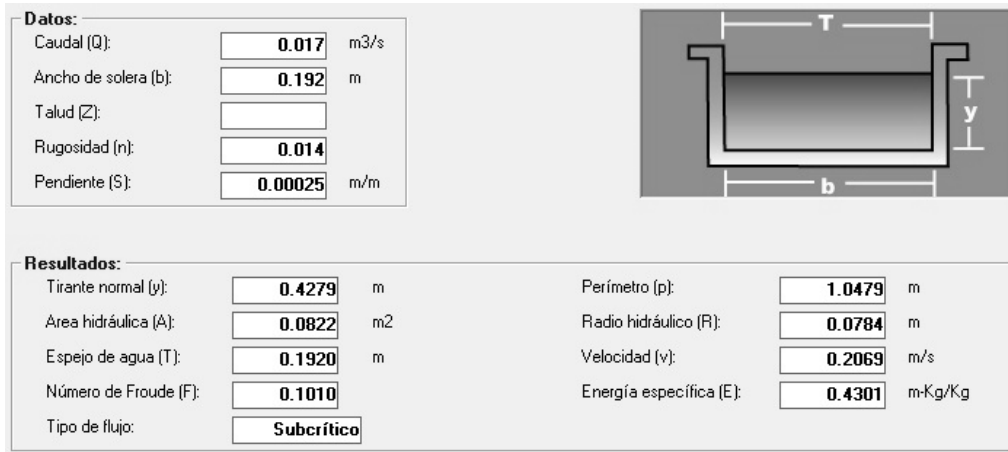 Datos:
Caudal (Q): 0.017 m3/s
Ancho de solera (b): 0.192 m
Talud (Z):
Rugosidad (n): 0.014
Pendiente (S): 0.00025 m/m
T
y
b
Resultados:
Tirante normal (y): 0.4279 m Perímetro (p): 1.0479 m
Area hidráulica (A): 0.0822 m2 Radio hidráulico (R): 0.0784 m
Espejo de agua (T): 0.1920 m Velocidad (v): 0.2069 m/s
Número de Froude (F): 0.1010 Energía específica (E): 0.4301 m-Kg/Kg
Tipo de flujo: Subcrítico